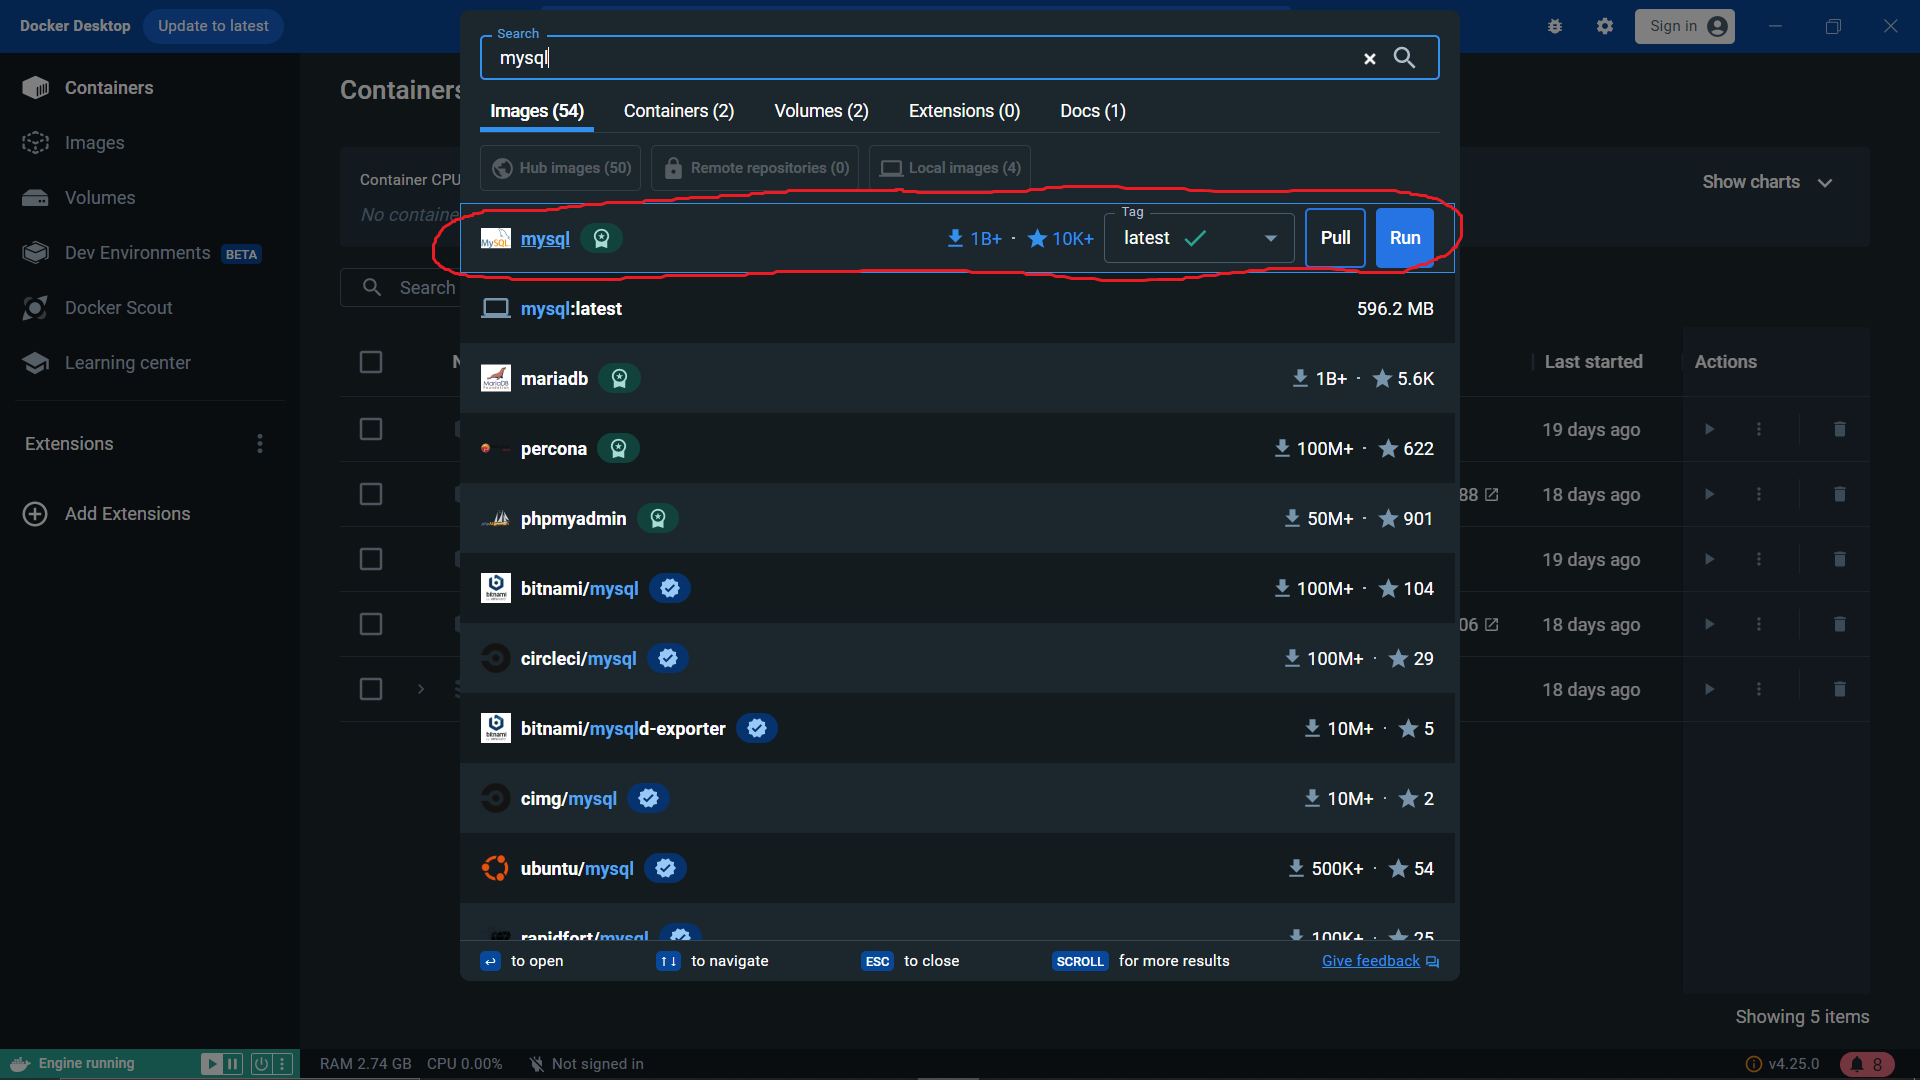 Docker Desktop
Update to latest
Sign in
Search
mysql
Containers
Images
Volumes
Dev Environments BETA
Docker Scout
Learning center
Extensions
Add Extensions
Containers
Container CPU
No containe
Search
Show charts
Images (54)
Containers (2)
Volumes (2)
Extensions (0)
Docs (1)
Hub images (50)
Remote repositories (0)
Local images (4)
MySQL
mysql
1B+ · 10K+
Tag
latest
Pull
Run
mysql:latest
596.2 MB
mariadb
1B+ · 5.6K
percona
100M+ · 622
phpmyadmin
50M+ · 901
bitnami/mysql
100M+ · 104
circleci/mysql
100M+ · 29
bitnami/mysqld-exporter
10M+ · 5
cimg/mysql
10M+ · 2
ubuntu/mysql
500K+ · 54
rapidfort/mysql
100K+ · 25
to open
to navigate
ESC to close
SCROLL for more results
Give feedback
Last started
Actions
19 days ago
88
18 days ago
19 days ago
06
18 days ago
18 days ago
Showing 5 items
Engine running
RAM 2.74 GB
CPU 0.00%
Not signed in
v4.25.0
8